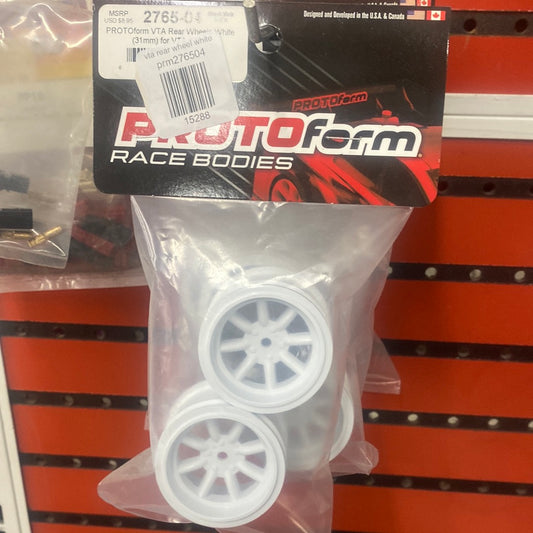 MSRP
USD $8.95
2765-04
Designed and Developed in the U.S.A. & Canada
PROTOform VTA Rear Wheels White
(31mm) for VTA
vta rear wheel white
prm276504
15288
PROTOform
PROTOform
RACE BODIES